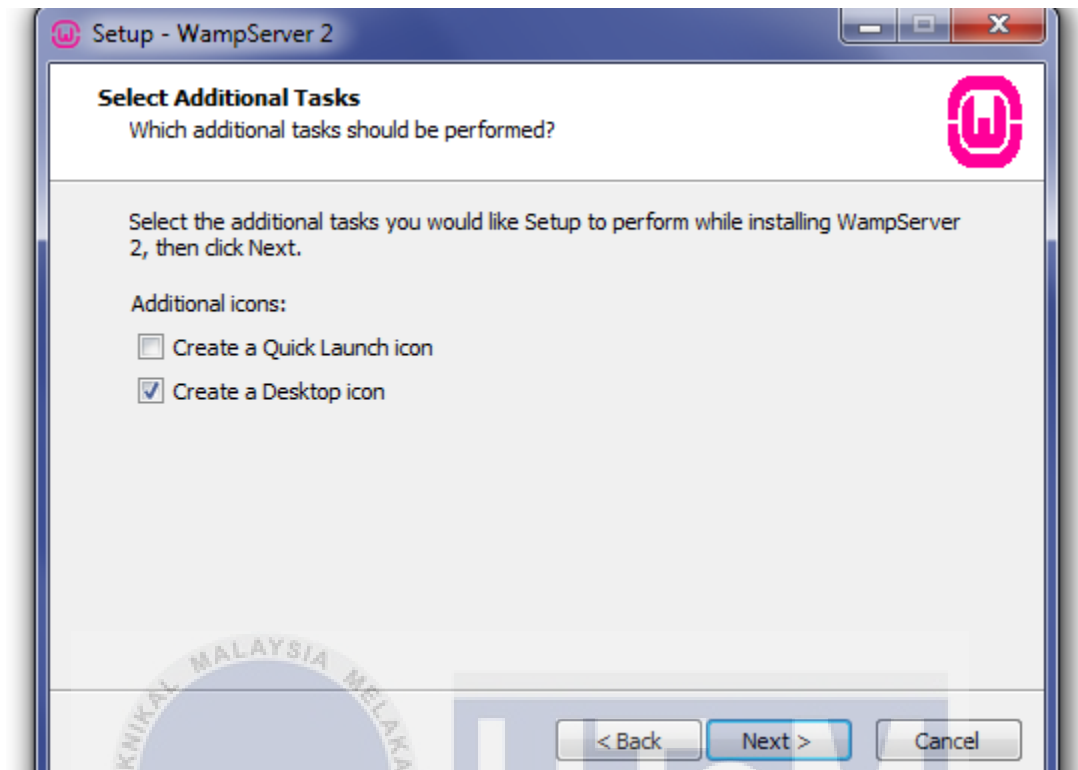 Setup - WampServer 2
Select Additional Tasks
Which additional tasks should be performed?
Select the additional tasks you would like Setup to perform while installing WampServer
2, then click Next.
Additional icons:
Create a Quick Launch icon
Create a Desktop icon
MALAYSIA
< Back Next > Cancel